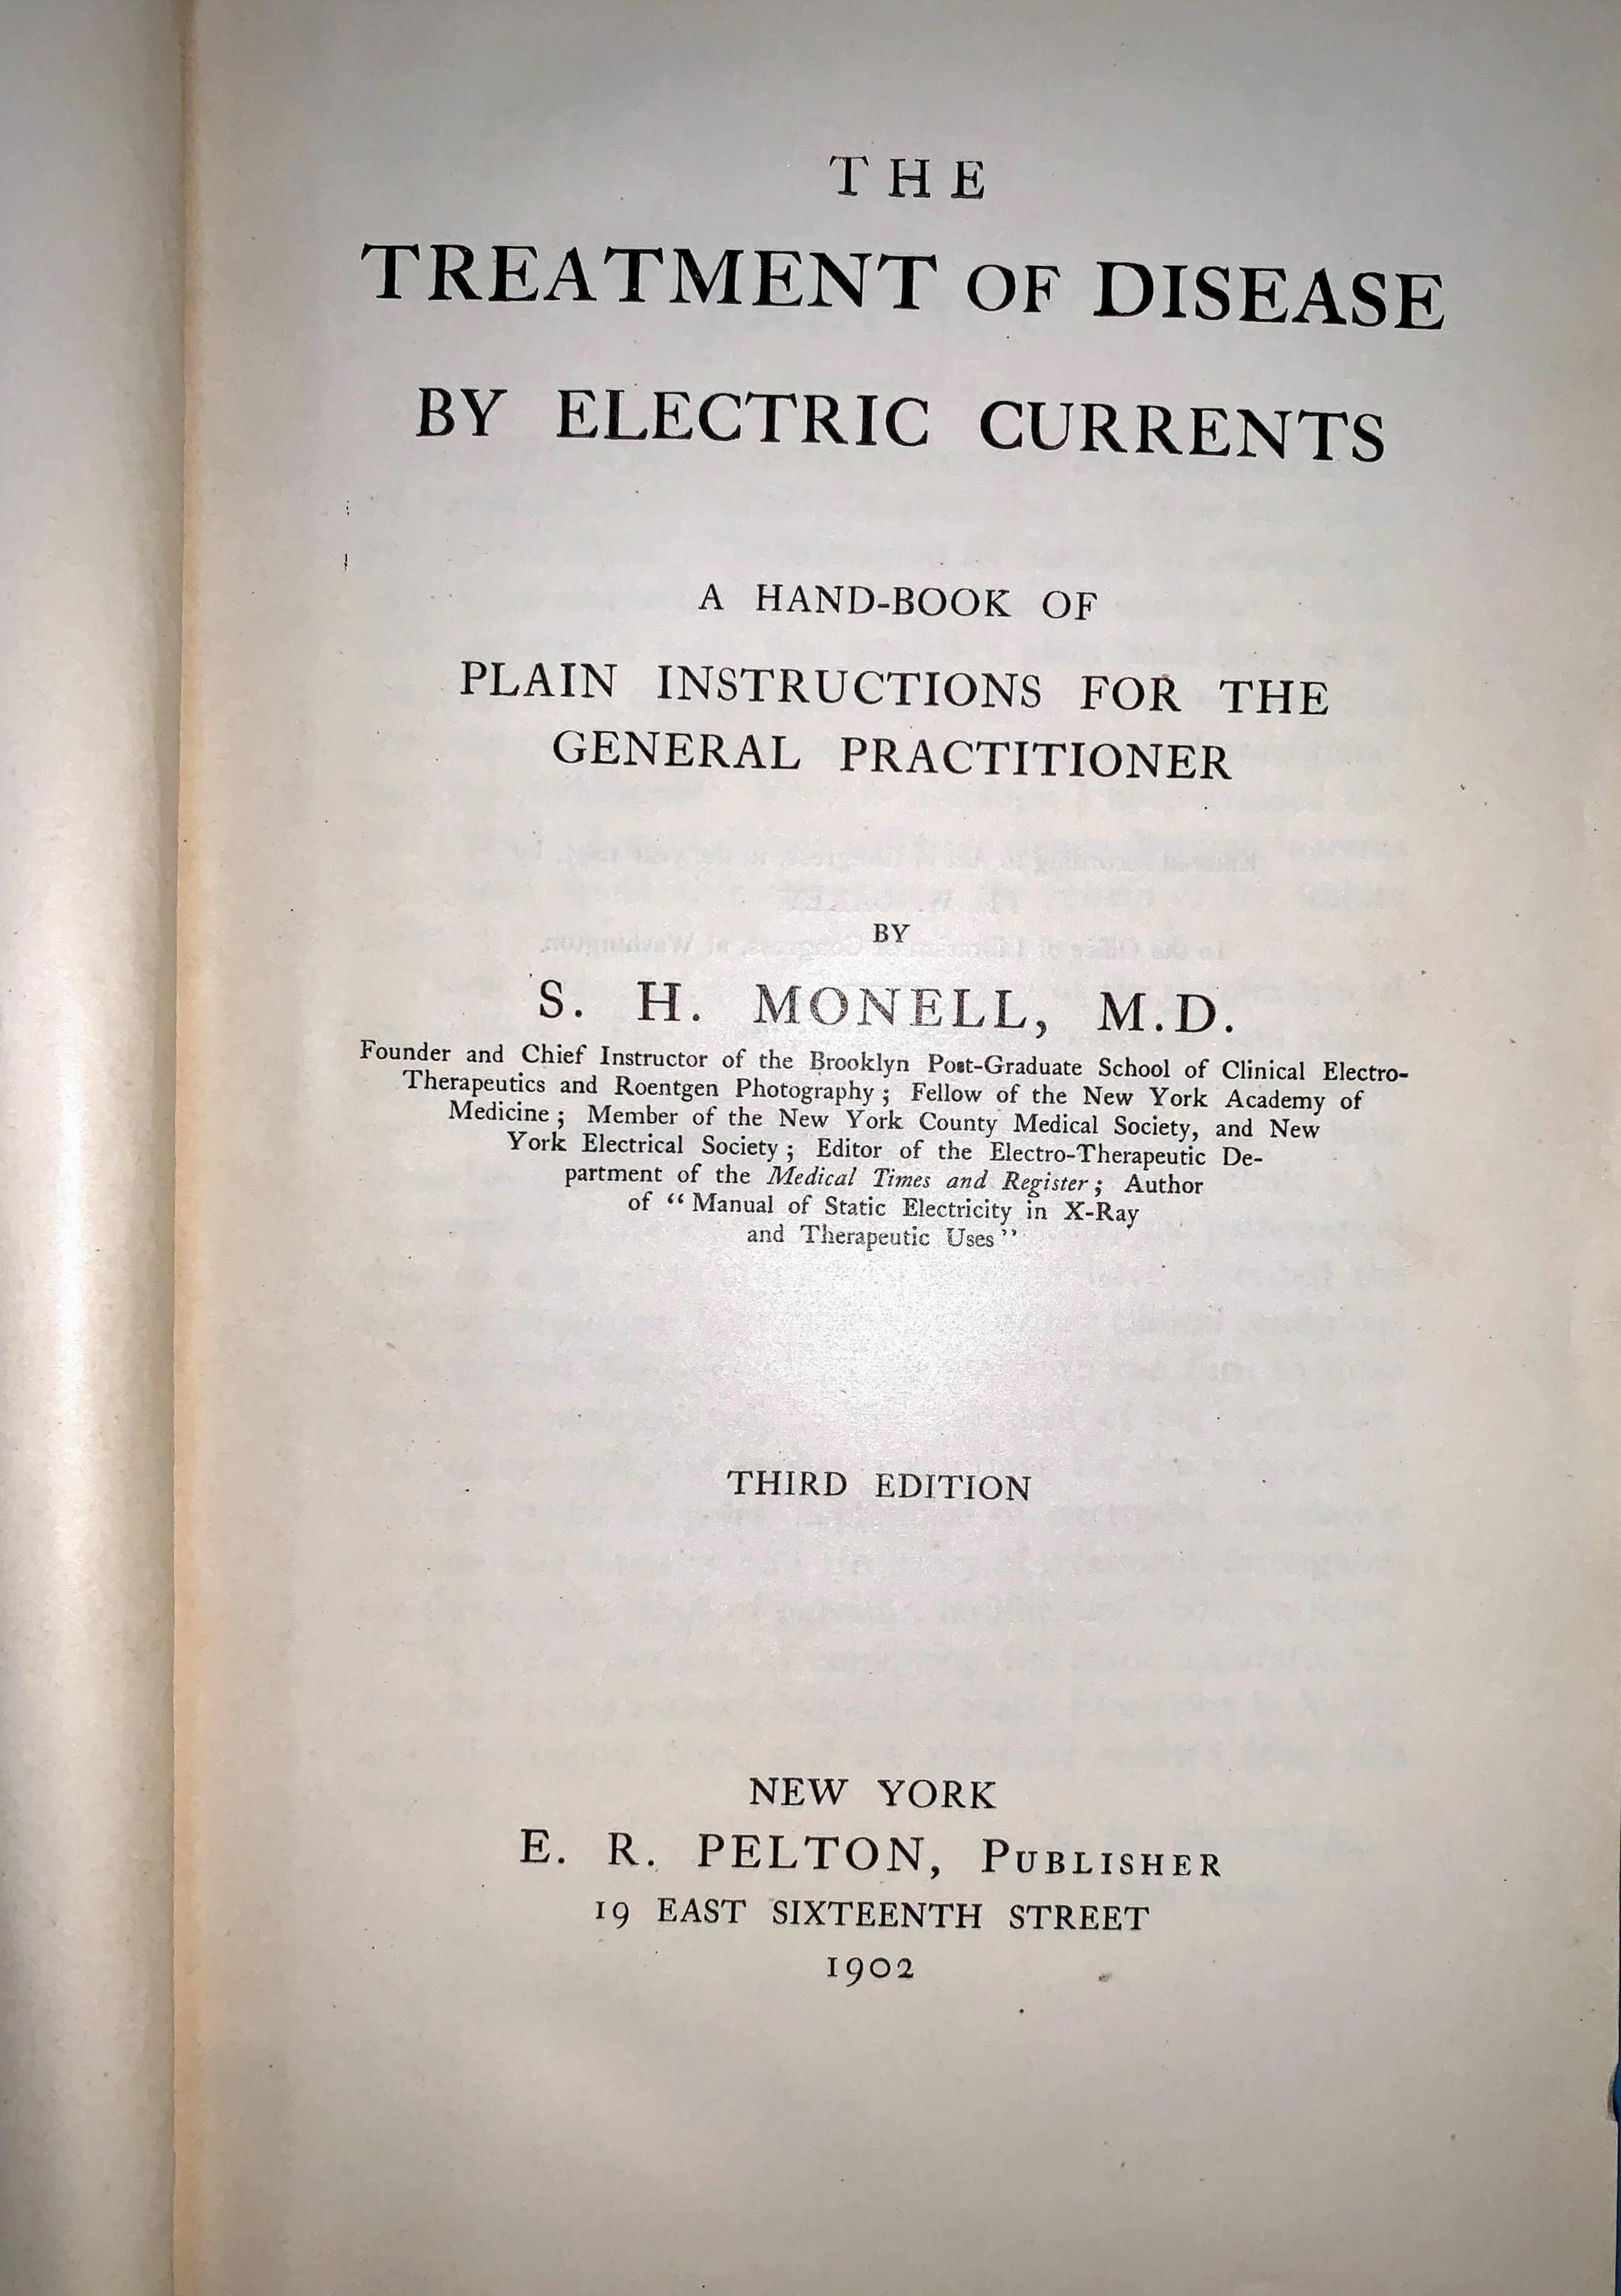 THE
TREATMENT OF DISEASE
BY ELECTRIC CURRENTS
A HAND-BOOK OF
PLAIN INSTRUCTIONS FOR THE
GENERAL PRACTITIONER
BY
S. H. MONELL, M.D.
Founder and Chief Instructor of the Brooklyn Post-Graduate School of Clinical Electro-
Therapeutics and Roentgen Photography; Fellow of the New York Academy of
Medicine; Member of the New York County Medical Society, and New
York Electrical Society; Editor of the Electro-Therapeutic De-
partment of the Medical Times and Register; Author
of “Manual of Static Electricity in X-Ray
and Therapeutic Uses”
THIRD EDITION
NEW YORK
E. R. PELTON, PUBLISHER
19 EAST SIXTEENTH STREET
1902